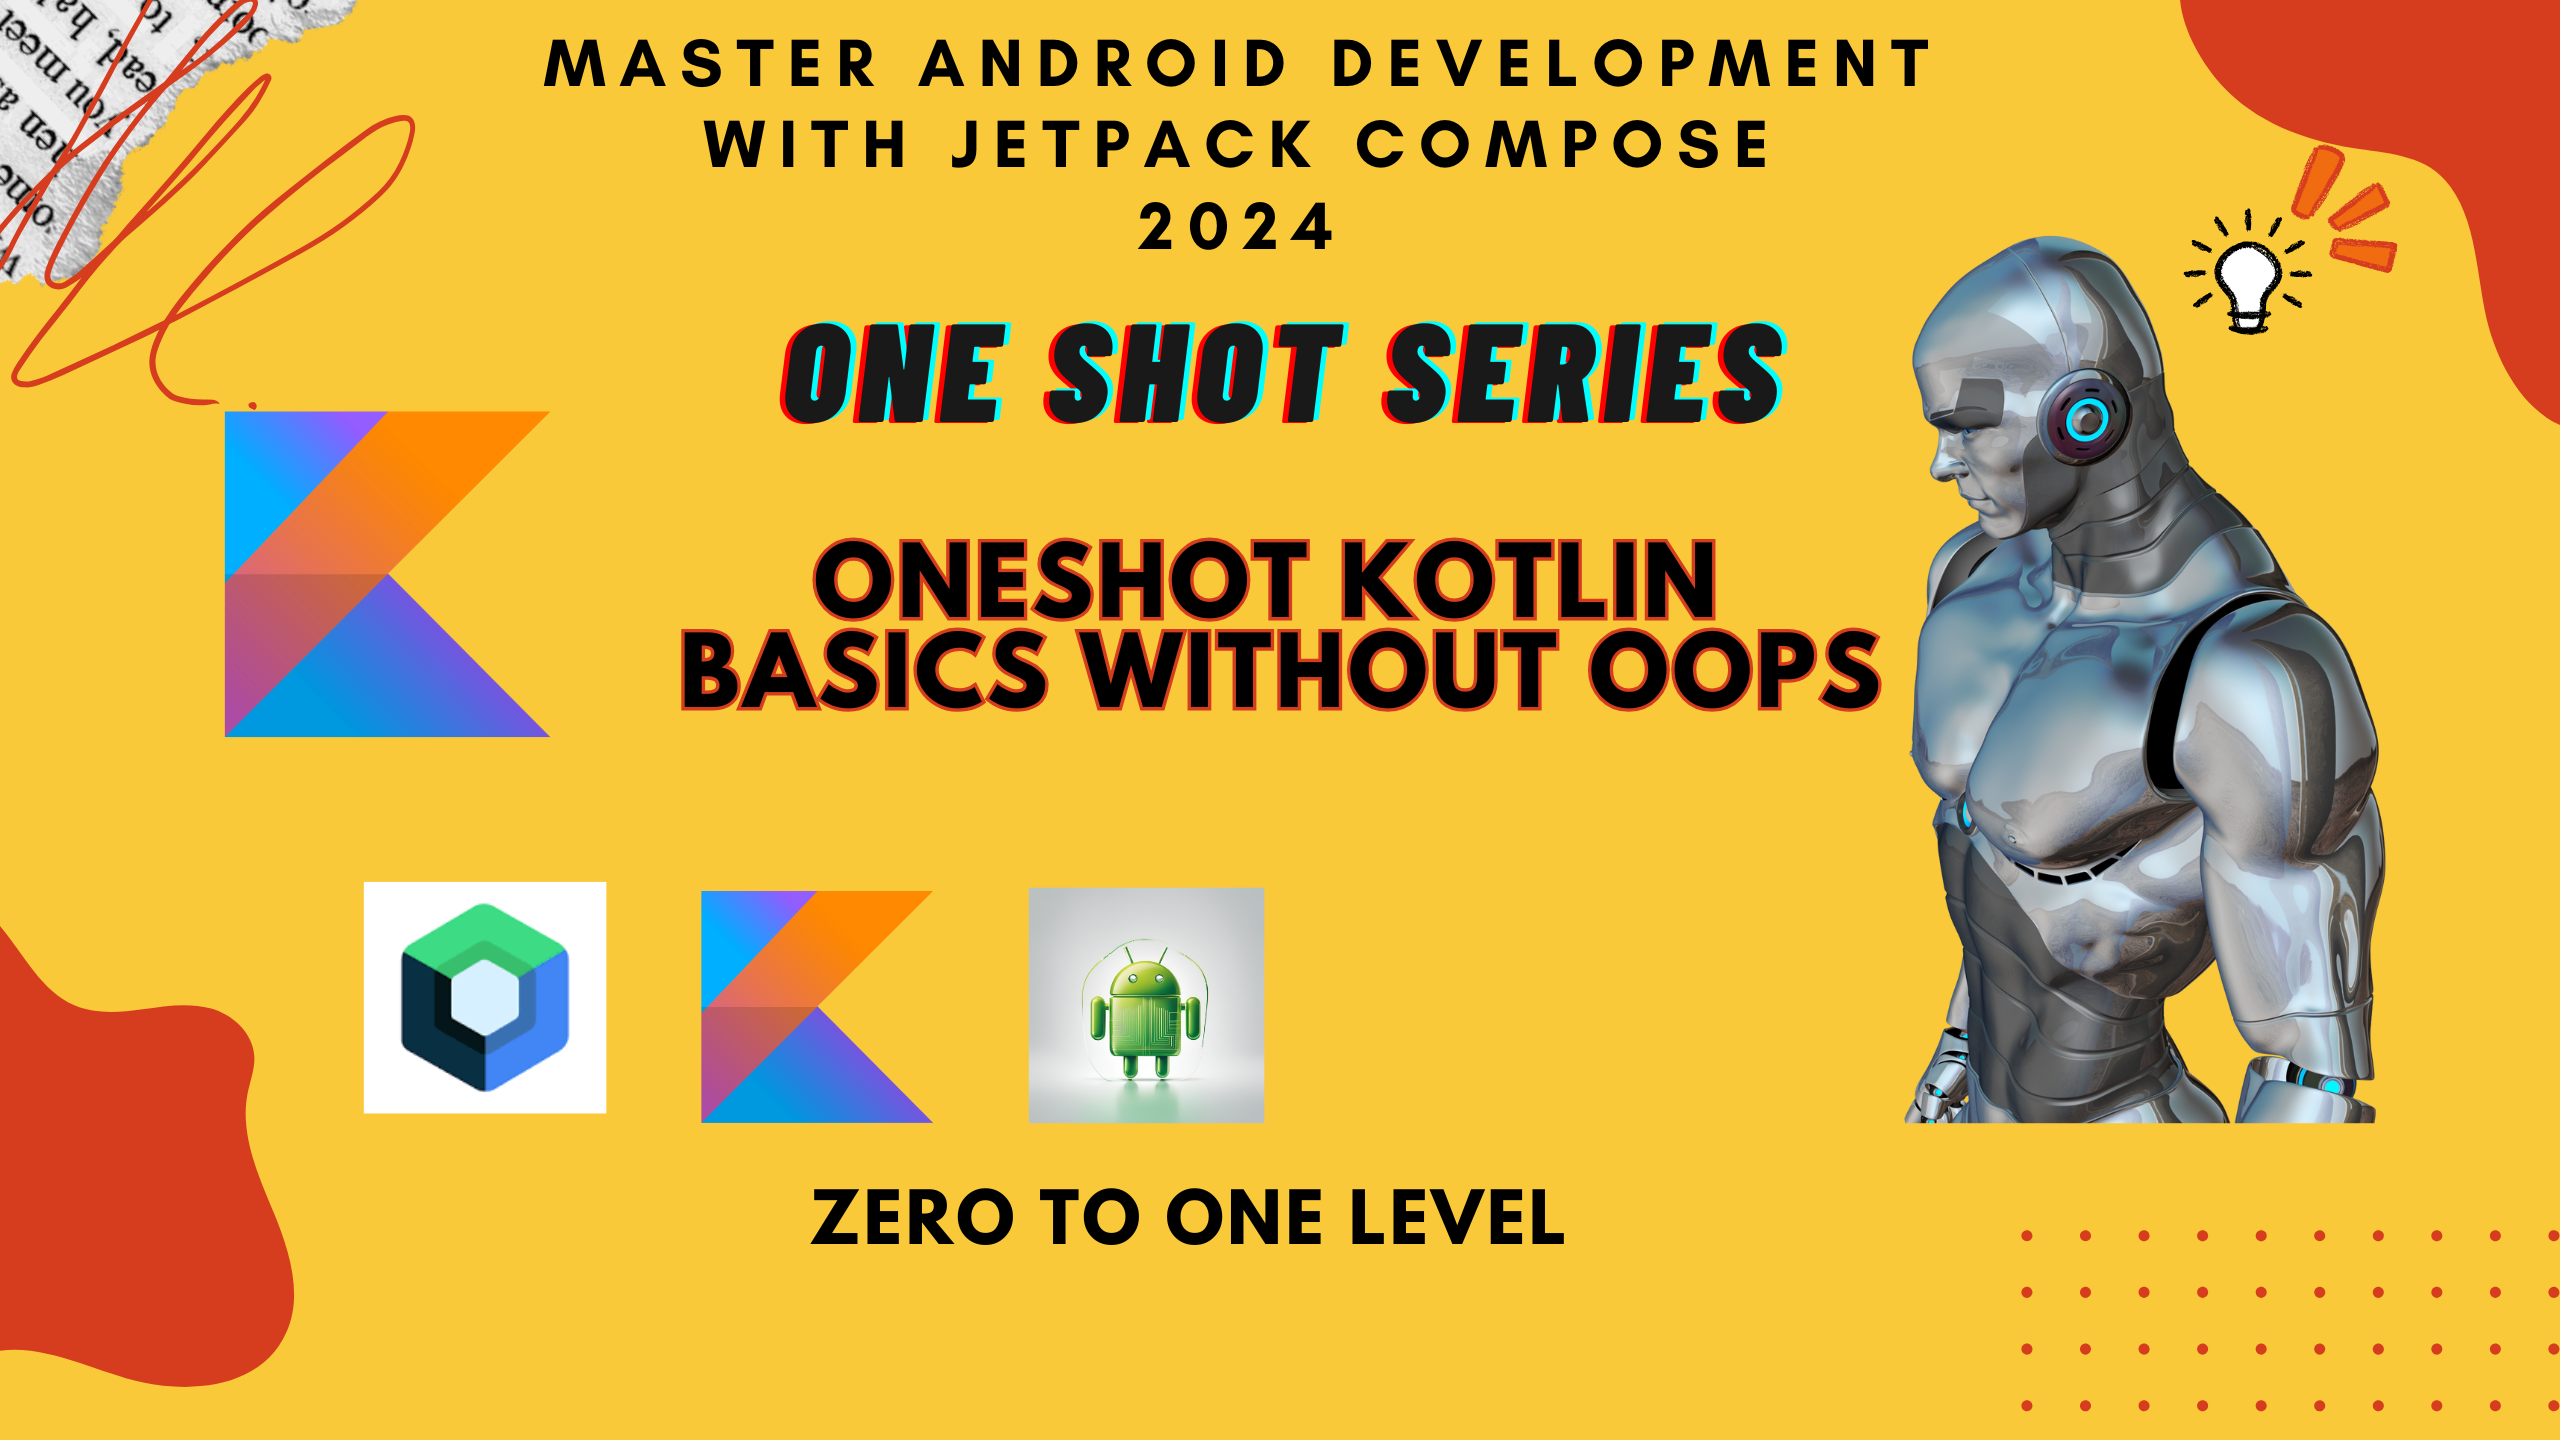 MASTER ANDROID DEVELOPMENT
WITH JETPACK COMPOSE
2024
ONE SHOT SERIES
ONESHOT KOTLIN
BASICS WITHOUT OOPS
ZERO TO ONE LEVEL